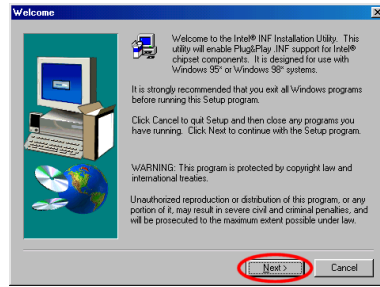 Welcome
Welcome to the Intel® INF Installation Utility. This
utility will enable Plug&Play .INF support for Intel®
chipset components. It is designed for use with
Windows 95* or Windows 98* systems.
It is strongly recommended that you exit all Windows programs
before running this Setup program.
Click Cancel to quit Setup and then close any programs you
have running. Click Next to continue with the Setup program.
WARNING: This program is protected by copyright law and
international treaties.
Unauthorized reproduction or distribution of this program, or any
portion of it, may result in severe civil and criminal penalties, and
will be prosecuted to the maximum extent possible under law.
Next > Cancel